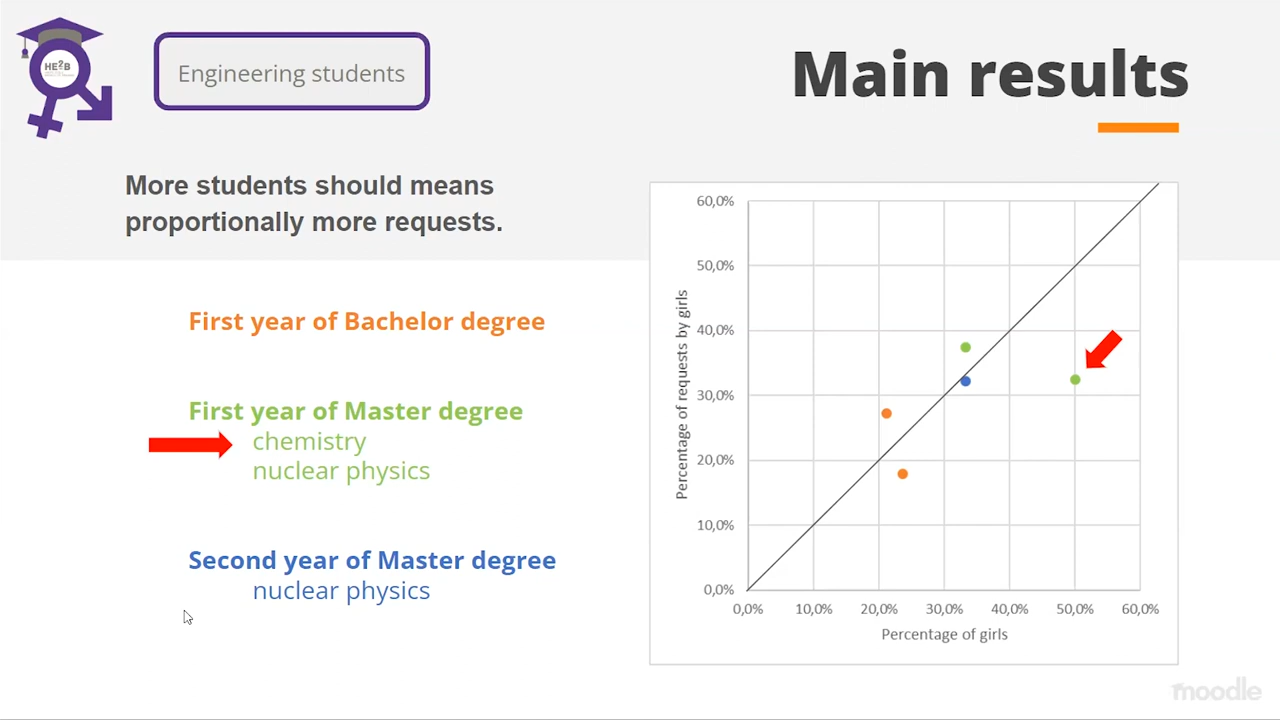 HE²B
Engineering students
Main results
More students should means
proportionally more requests.
First year of Bachelor degree
First year of Master degree
chemistry
nuclear physics
Second year of Master degree
nuclear physics
60,0%
50,0%
40,0%
30,0%
20,0%
10,0%
0,0%
Percentage of requests by girls
0,0% 10,0% 20,0% 30,0% 40,0% 50,0% 60,0%
Percentage of girls
moodle